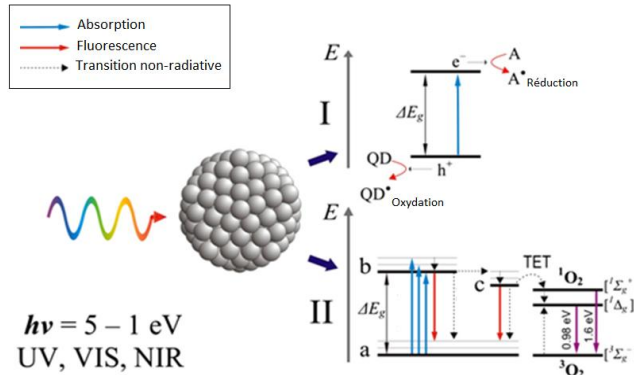 Absorption
Fluorescence
Transition non-radiative
E
I
e⁻
A
A• Réduction
ΔEg
QD
h⁺
QD• Oxydation
hν = 5 – 1 eV
UV, VIS, NIR
E
II
b
ΔEg
a
c
TET
¹O₂
[¹Σg⁺
[¹Δg]
0.98 eV
1.6 eV
[³Σg⁻
³O₂